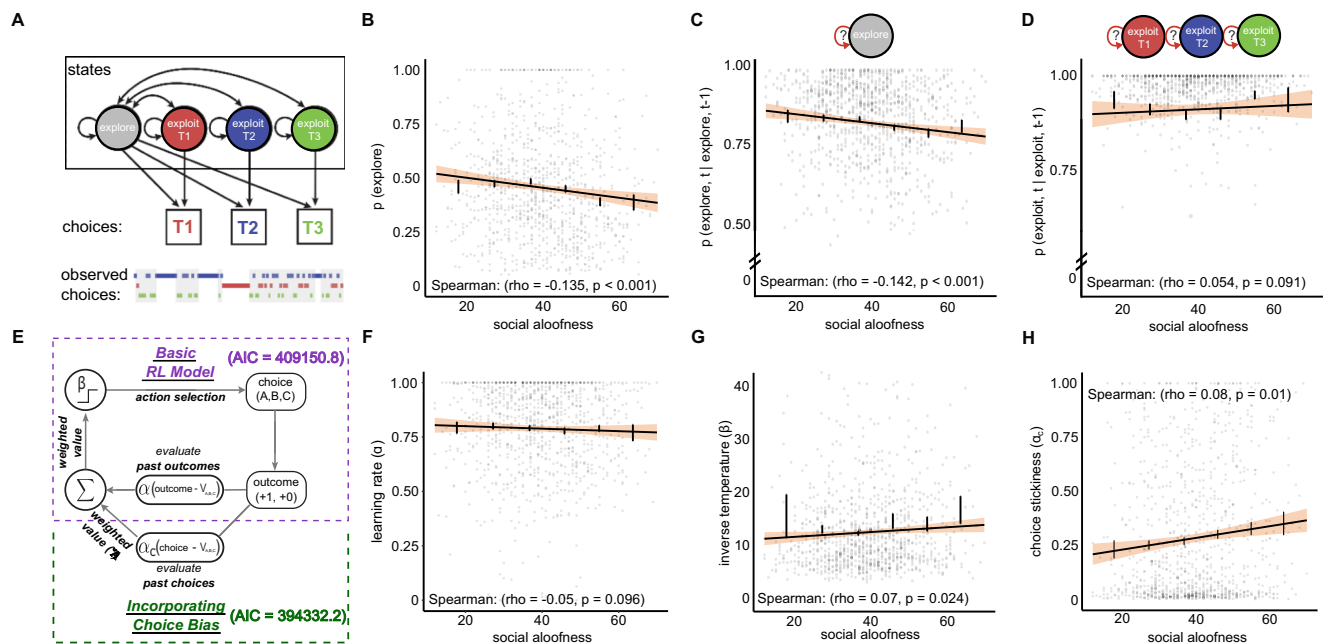 A
states
explore
exploit
T1
exploit
T2
exploit
T3
choices:
T1
T2
T3
observed
choices:
B
p (explore)
1.00
0.75
0.50
0.25
0
Spearman: (rho = -0.135, p < 0.001)
20
40
60
social aloofness
C
?
explore
p (explore, t | explore, t-1)
1.00
0.75
0.50
0
Spearman: (rho = -0.142, p < 0.001)
20
40
60
social aloofness
D
?
exploit
T1
?
exploit
T2
?
exploit
T3
p (exploit, t | exploit, t-1)
1.00
0.75
0
Spearman: (rho = 0.054, p = 0.091)
20
40
60
social aloofness
E
Basic
RL Model
(AIC = 409150.8)
β
action selection
choice
(A,B,C)
weighted
value
evaluate
past outcomes
∑
α(outcome - V A,B,C)
outcome
(+1, +0)
weighted
value
αc(choice - V A,B,C)
evaluate
past choices
Incorporating
Choice Bias
(AIC = 394332.2)
F
learning rate (α)
1.00
0.75
0.50
0.25
0
Spearman: (rho = -0.05, p = 0.096)
20
40
60
social aloofness
G
inverse temperature (β)
40
30
20
10
0
Spearman: (rho = 0.07, p = 0.024)
20
40
60
social aloofness
H
choice stickiness (αc)
1.00
0.75
0.50
0.25
0
Spearman: (rho = 0.08, p = 0.01)
20
40
60
social aloofness